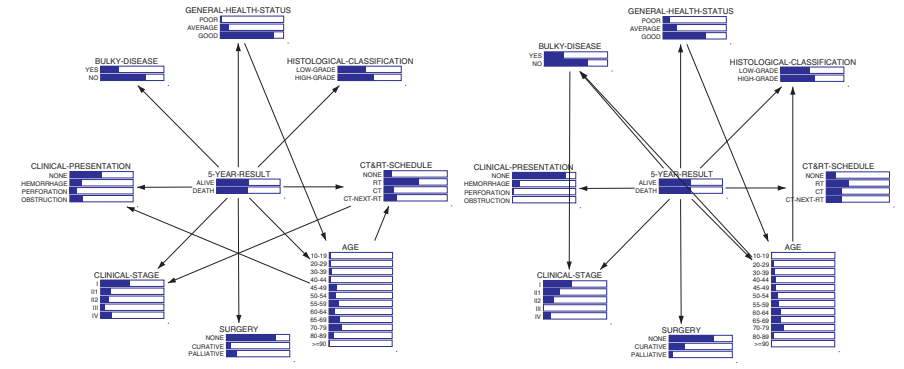 GENERAL-HEALTH-STATUS
POOR
AVERAGE
GOOD
BULKY-DISEASE
YES
NO
HISTOLOGICAL-CLASSIFICATION
LOW-GRADE
HIGH-GRADE
CLINICAL-PRESENTATION
NONE
HEMORRHAGE
PERFORATION
OBSTRUCTION
5-YEAR-RESULT
ALIVE
DEATH
CT&RT-SCHEDULE
NONE
RT
CT
CT-NEXT-RT
AGE
10-19
20-29
30-39
40-44
45-49
50-54
55-59
60-64
65-69
70-79
80-89
>=90
CLINICAL-STAGE
I
II1
II2
III
IV
SURGERY
NONE
CURATIVE
PALLIATIVE
GENERAL-HEALTH-STATUS
POOR
AVERAGE
GOOD
BULKY-DISEASE
YES
NO
HISTOLOGICAL-CLASSIFICATION
LOW-GRADE
HIGH-GRADE
CLINICAL-PRESENTATION
NONE
HEMORRHAGE
PERFORATION
OBSTRUCTION
5-YEAR-RESULT
ALIVE
DEATH
CT&RT-SCHEDULE
NONE
RT
CT
CT-NEXT-RT
AGE
10-19
20-29
30-39
40-44
45-49
50-54
55-59
60-64
65-69
70-79
80-89
>=90
CLINICAL-STAGE
I
II1
II2
III
IV
SURGERY
NONE
CURATIVE
PALLIATIVE